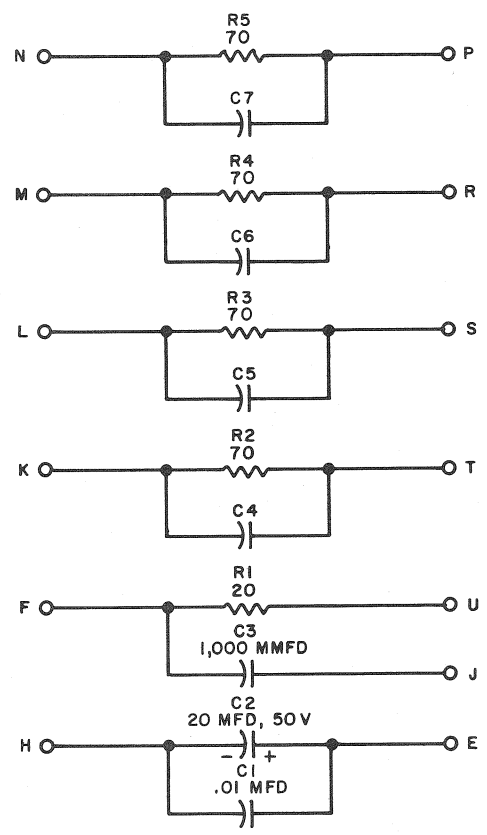 R5
70
N P
C7
R4
70
M R
C6
R3
70
L S
C5
R2
70
K T
C4
R1
20
F U
C3
1,000 MMFD
J
C2
20 MFD, 50V
H E
- +
C1
.01 MFD